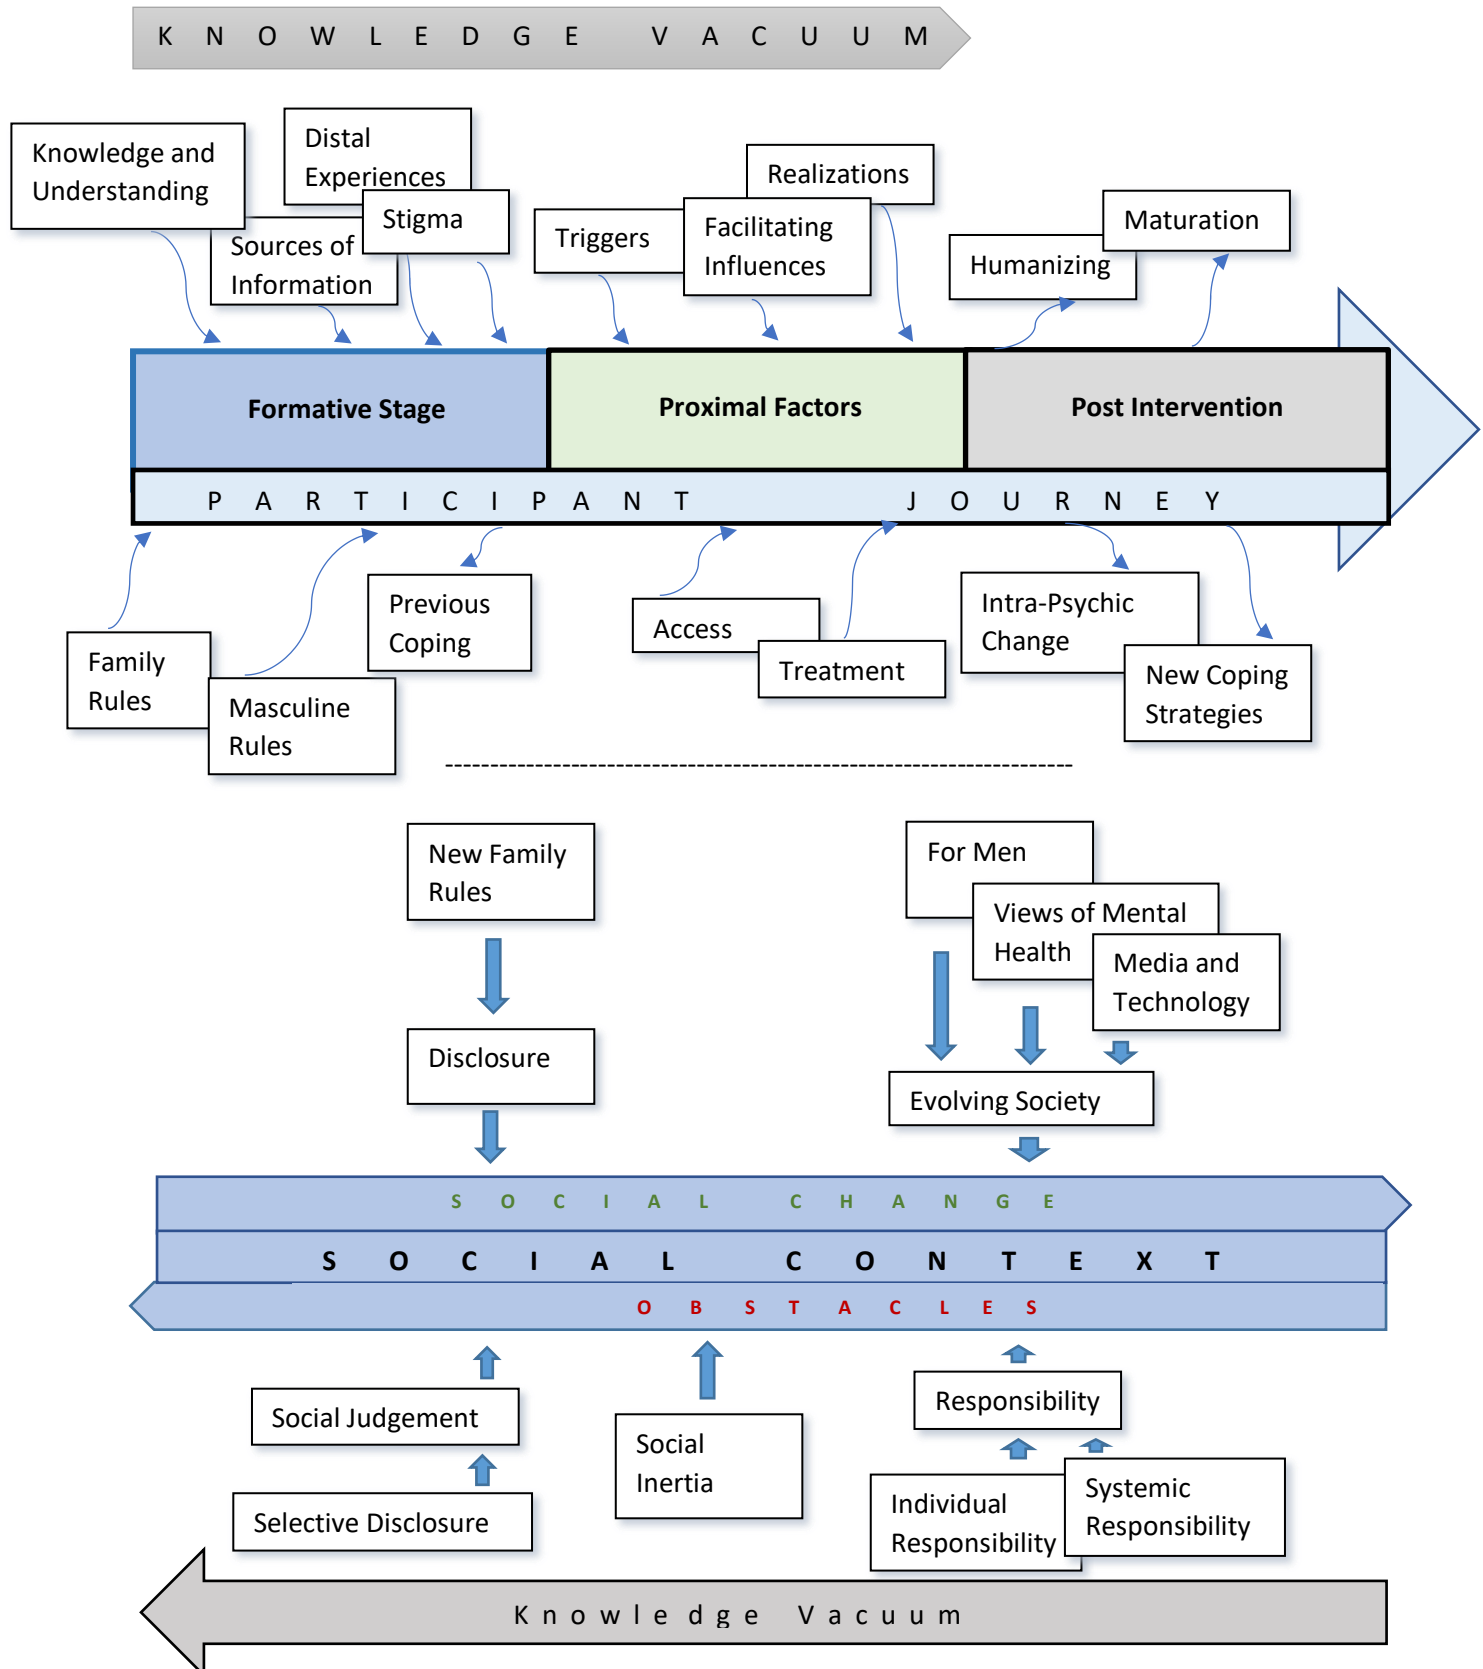 K N O W L E D G E V A C U U M
Knowledge and
Understanding
Distal
Experiences
Sources of
Information
Stigma
Triggers
Facilitating
Influences
Realizations
Humanizing
Maturation
Formative Stage
Proximal Factors
Post Intervention
P A R T I C I P A N T J O U R N E Y
Family
Rules
Masculine
Rules
Previous
Coping
Access
Treatment
Intra-Psychic
Change
New Coping
Strategies
------------------------------------------------------------------------
New Family
Rules
Disclosure
For Men
Views of Mental
Health
Media and
Technology
Evolving Society
S O C I A L C H A N G E
S O C I A L C O N T E X T
O B S T A C L E S
Social Judgement
Selective Disclosure
Social
Inertia
Responsibility
Individual
Responsibility
Systemic
Responsibility
K n o w l e d g e V a c u u m